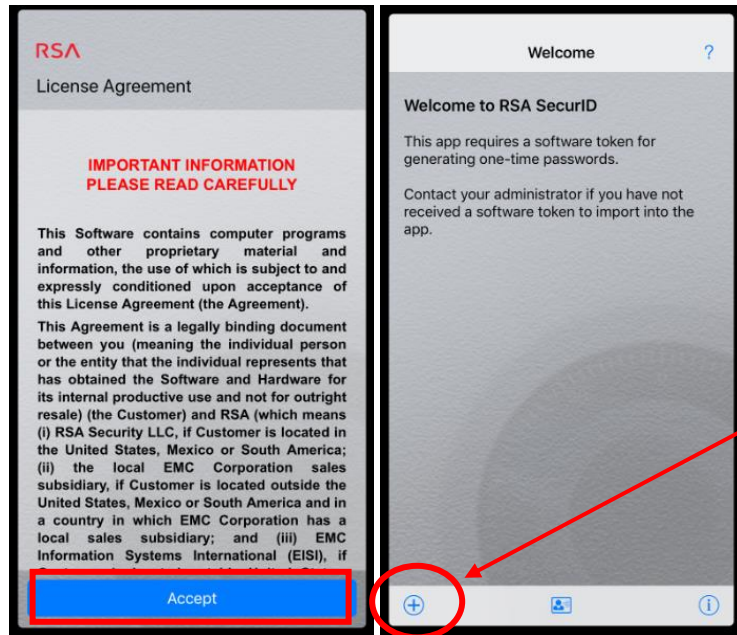 RSA
License Agreement
IMPORTANT INFORMATION
PLEASE READ CAREFULLY
This Software contains computer programs
and other proprietary material and
information, the use of which is subject to and
expressly conditioned upon acceptance of
this License Agreement (the Agreement).
This Agreement is a legally binding document
between you (meaning the individual person
or the entity that the individual represents that
has obtained the Software and Hardware for
its internal productive use and not for outright
resale) (the Customer) and RSA (which means
(i) RSA Security LLC, if Customer is located in
the United States, Mexico or South America;
(ii) the local EMC Corporation sales
subsidiary, if Customer is located outside the
United States, Mexico or South America and in
a country in which EMC Corporation has a
local sales subsidiary; and (iii) EMC
Information Systems International (EISI), if
Accept
Welcome
?
Welcome to RSA SecurID
This app requires a software token for
generating one-time passwords.
Contact your administrator if you have not
received a software token to import into the
app.